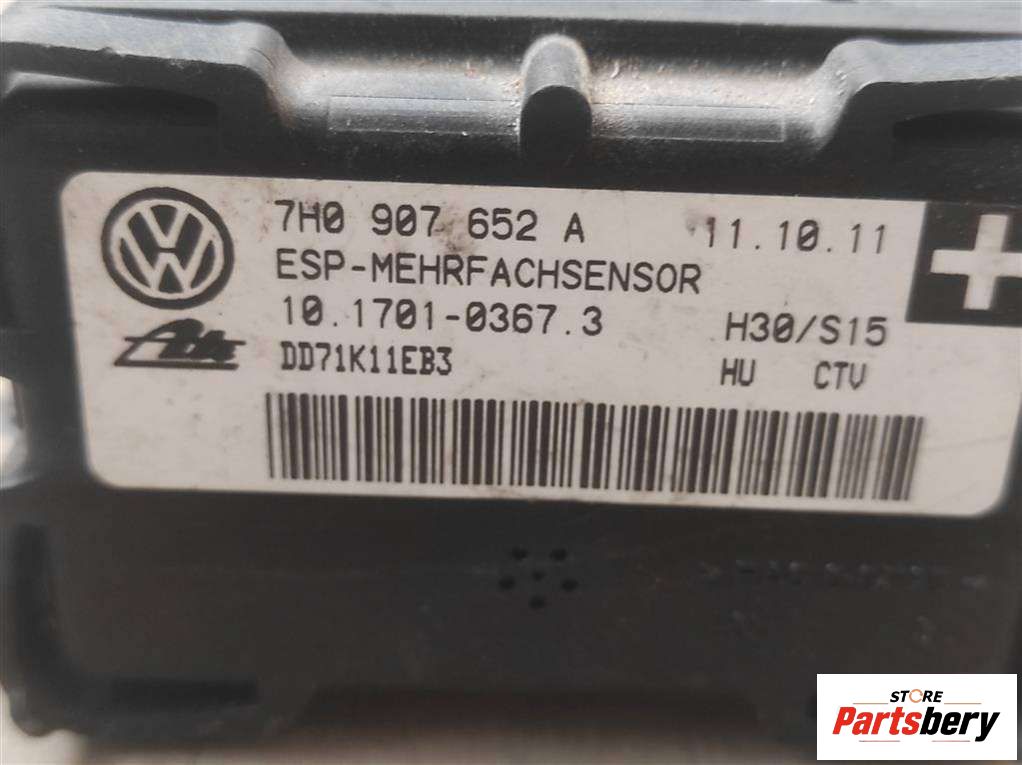 7H0 907 652 A 11.10.11
ESP-MEHRFACHSENSOR
10.1701-0367.3 H30/S15
Ate DD71K11EB3 HU CTV
STORE
Partsbery